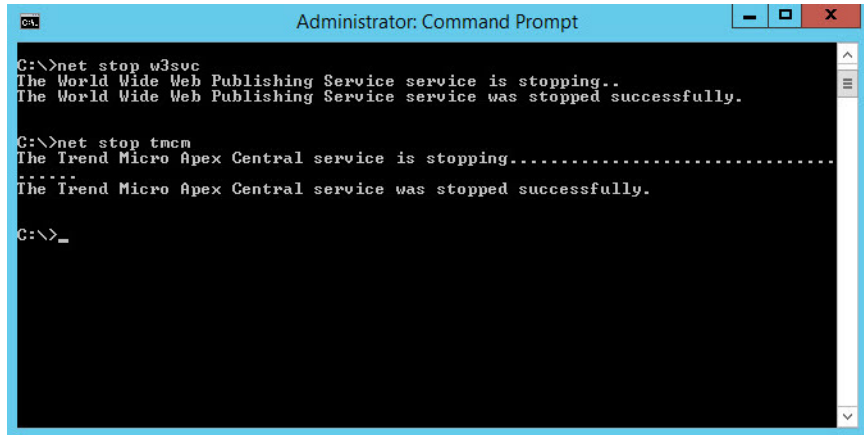 Administrator: Command Prompt
C:\>net stop w3svc
The World Wide Web Publishing Service service is stopping..
The World Wide Web Publishing Service service was stopped successfully.
C:\>net stop tmcm
The Trend Micro Apex Central service is stopping................................
......
The Trend Micro Apex Central service was stopped successfully.
C:\>_